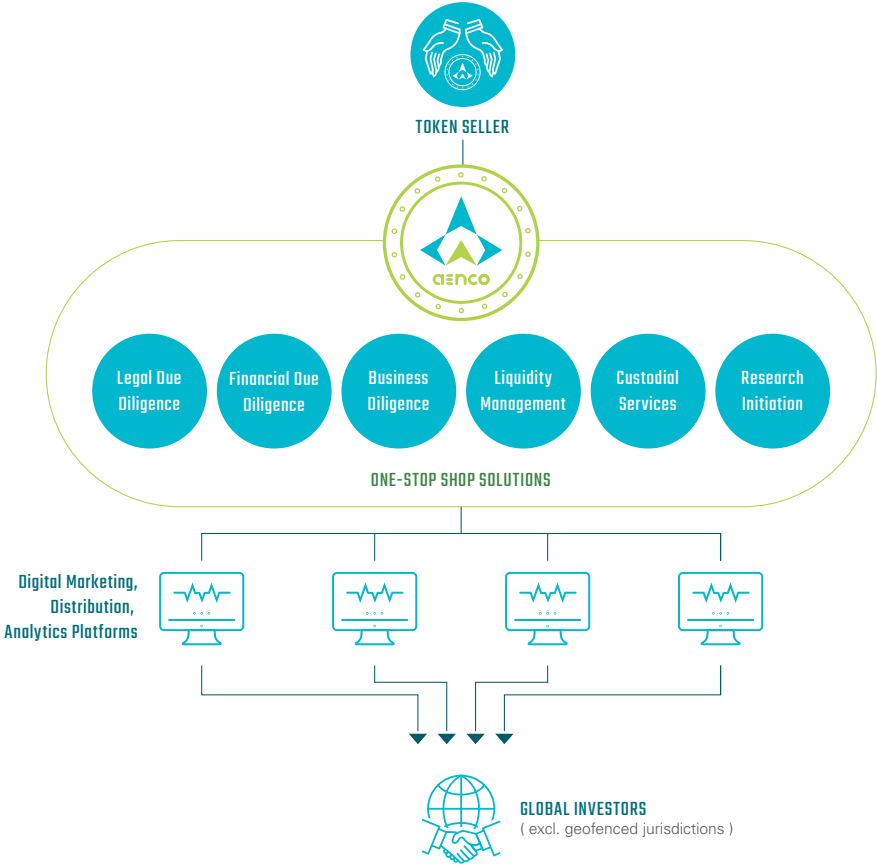 TOKEN SELLER
aenco
Legal Due
Diligence
Financial Due
Diligence
Business
Diligence
Liquidity
Management
Custodial
Services
Research
Initiation
ONE-STOP SHOP SOLUTIONS
Digital Marketing,
Distribution,
Analytics Platforms
GLOBAL INVESTORS
( excl. geofenced jurisdictions )